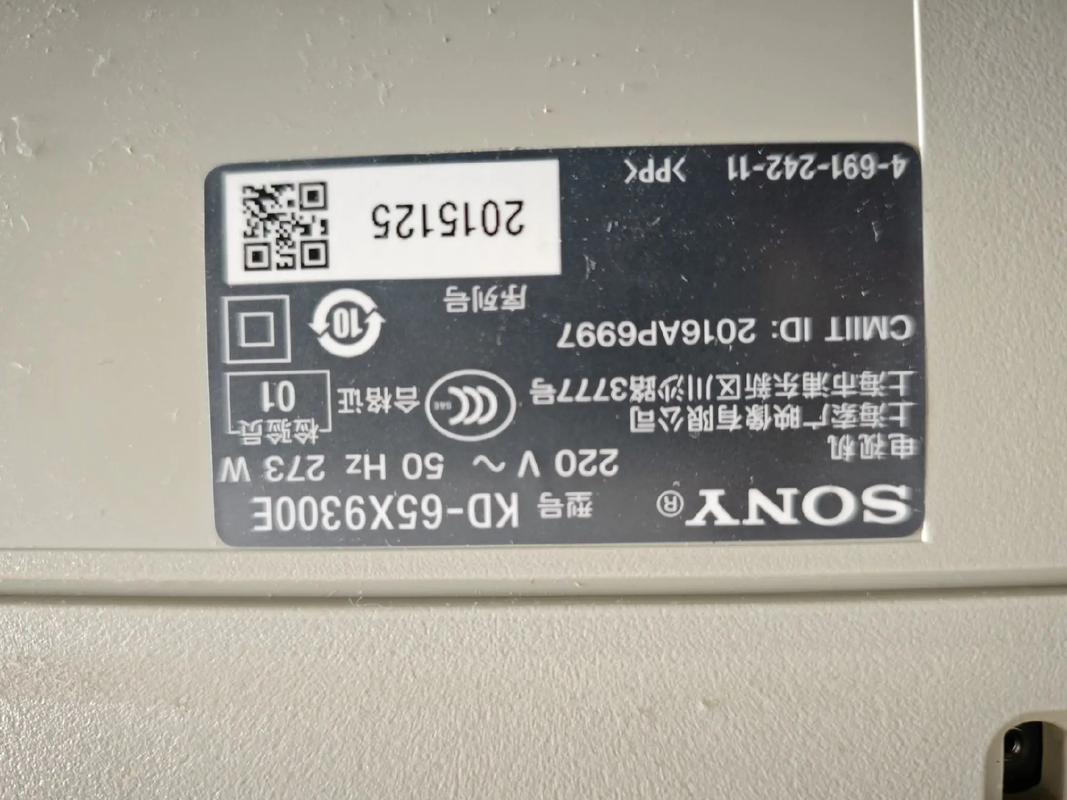 SONY® 型号 KD-65X9300E
电视机 220 V ～ 50 Hz 273 W
上海索广映像有限公司
上海市浦东新区川沙路3777号
CCC S&E 合格证 检验员 01
CMIIT ID: 2016AP6997
10
序列号
2015125
4-691-242-11 >PP<